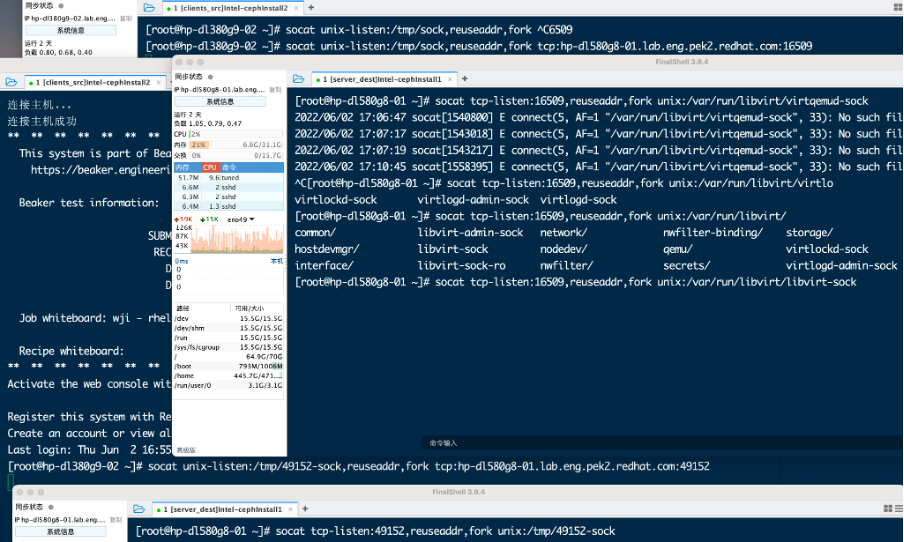 同步状态
IP hp-dl380g9-02.lab.eng.... 复制
系统信息
运行 2 天
负载 0.80, 0.68, 0.40
1 [clients_src]Intel-cephInstall2 × +
[root@hp-dl380g9-02 ~]# socat unix-listen:/tmp/sock,reuseaddr,fork ^C6509
[root@hp-dl380g9-02 ~]# socat unix-listen:/tmp/sock,reuseaddr,fork tcp:hp-dl580g8-01.lab.eng.pek2.redhat.com:16509
1 [clients_src]Intel-cephInstall2 ×
连接主机...
连接主机成功
** ** ** ** ** ** **
This system is part of Bea
https://beaker.engineeri
Beaker test information:
SUBM
REC
D
D
Job whiteboard: wji - rhel
Recipe whiteboard:
** ** ** ** ** ** **
Activate the web console wit
Register this system with Re
Create an account or view al
Last login: Thu Jun  2 16:55
[root@hp-dl380g9-02 ~]# socat unix-listen:/tmp/49152-sock,reuseaddr,fork tcp:hp-dl580g8-01.lab.eng.pek2.redhat.com:49152
FinalShell 3.9.4
同步状态
IP hp-dl580g8-01.lab.eng.... 复制
系统信息
运行 2 天
负载 1.05, 0.79, 0.47
CPU 2%
内存 21% 6.6G/31.1G
交换 0% 0/15.7G
内存 CPU 命令
51.7M 9.6 tuned
6.6M 2 sshd
6.3M 2 sshd
6.4M 1.3 sshd
59K 15K eno49
126K
87K
43K
0ms 本机
0
0
0
路径 可用/大小
/dev 15.5G/15.5G
/dev/shm 15.5G/15.5G
/run 15.5G/15.5G
/sys/fs/cgroup 15.5G/15.5G
/ 64.9G/70G
/boot 793M/1006M
/home 445.7G/471...
/run/user/0 3.1G/3.1G
高级版
1 [server_dest]Intel-cephInstall1 × +
[root@hp-dl580g8-01 ~]# socat tcp-listen:16509,reuseaddr,fork unix:/var/run/libvirt/virtqemud-sock
2022/06/02 17:06:47 socat[1540800] E connect(5, AF=1 "/var/run/libvirt/virtqemud-sock", 33): No such fil
2022/06/02 17:07:17 socat[1543018] E connect(5, AF=1 "/var/run/libvirt/virtqemud-sock", 33): No such fil
2022/06/02 17:07:19 socat[1543217] E connect(5, AF=1 "/var/run/libvirt/virtqemud-sock", 33): No such fil
2022/06/02 17:10:45 socat[1558395] E connect(5, AF=1 "/var/run/libvirt/virtqemud-sock", 33): No such fil
^C[root@hp-dl580g8-01 ~]# socat tcp-listen:16509,reuseaddr,fork unix:/var/run/libvirt/virtlo
virtlockd-sock virtlogd-admin-sock virtlogd-sock
[root@hp-dl580g8-01 ~]# socat tcp-listen:16509,reuseaddr,fork unix:/var/run/libvirt/
common/ libvirt-admin-sock network/ nwfilter-binding/ storage/
hostdevmgr/ libvirt-sock nodedev/ qemu/ virtlockd-sock
interface/ libvirt-sock-ro nwfilter/ secrets/ virtlogd-admin-sock
[root@hp-dl580g8-01 ~]# socat tcp-listen:16509,reuseaddr,fork unix:/var/run/libvirt/libvirt-sock
命令输入
FinalShell 3.9.4
同步状态
IP hp-dl580g8-01.lab.eng.... 复制
系统信息
1 [server_dest]Intel-cephInstall1 × +
[root@hp-dl580g8-01 ~]# socat tcp-listen:49152,reuseaddr,fork unix:/tmp/49152-sock